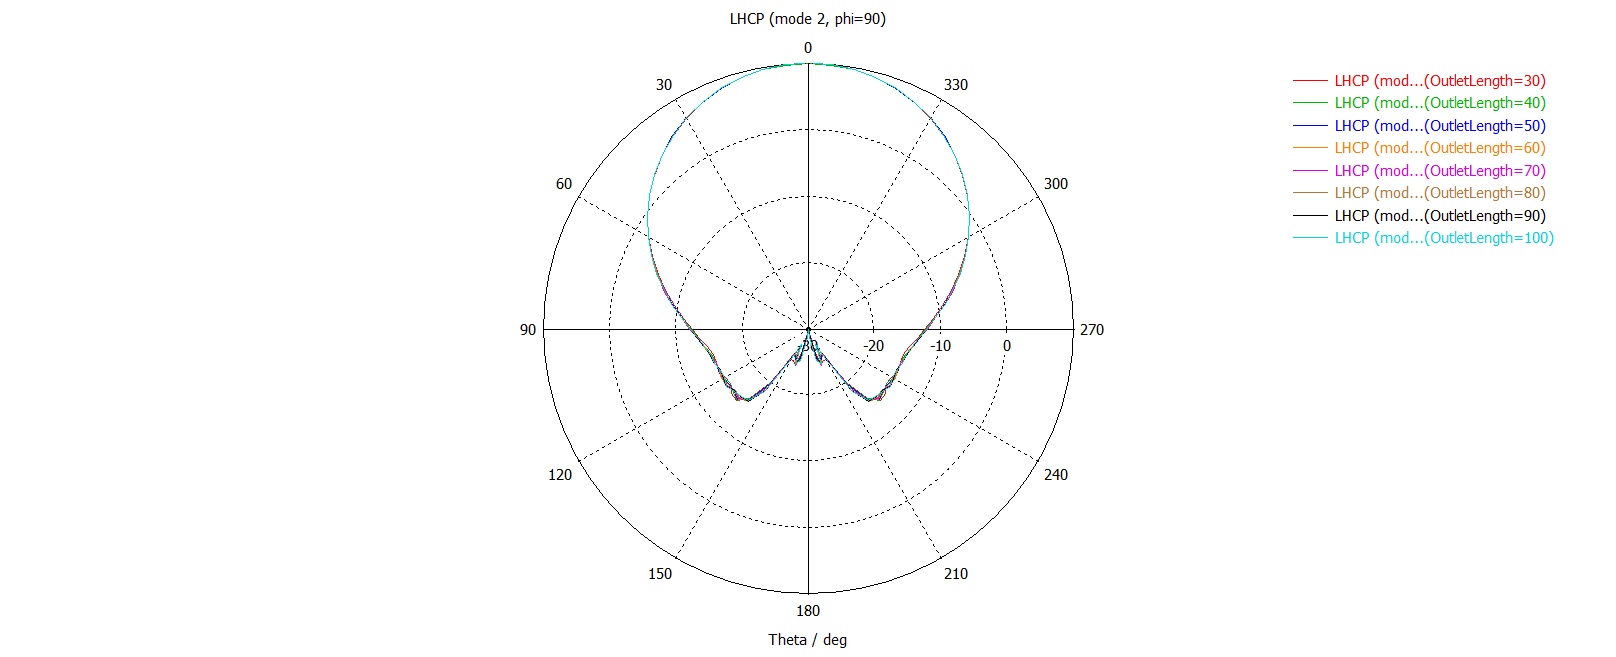 LHCP (mode 2, phi=90)
0
30
330
60
300
90
270
-30
-20
-10
0
120
240
150
210
180
Theta / deg
LHCP (mod...(OutletLength=30)
LHCP (mod...(OutletLength=40)
LHCP (mod...(OutletLength=50)
LHCP (mod...(OutletLength=60)
LHCP (mod...(OutletLength=70)
LHCP (mod...(OutletLength=80)
LHCP (mod...(OutletLength=90)
LHCP (mod...(OutletLength=100)